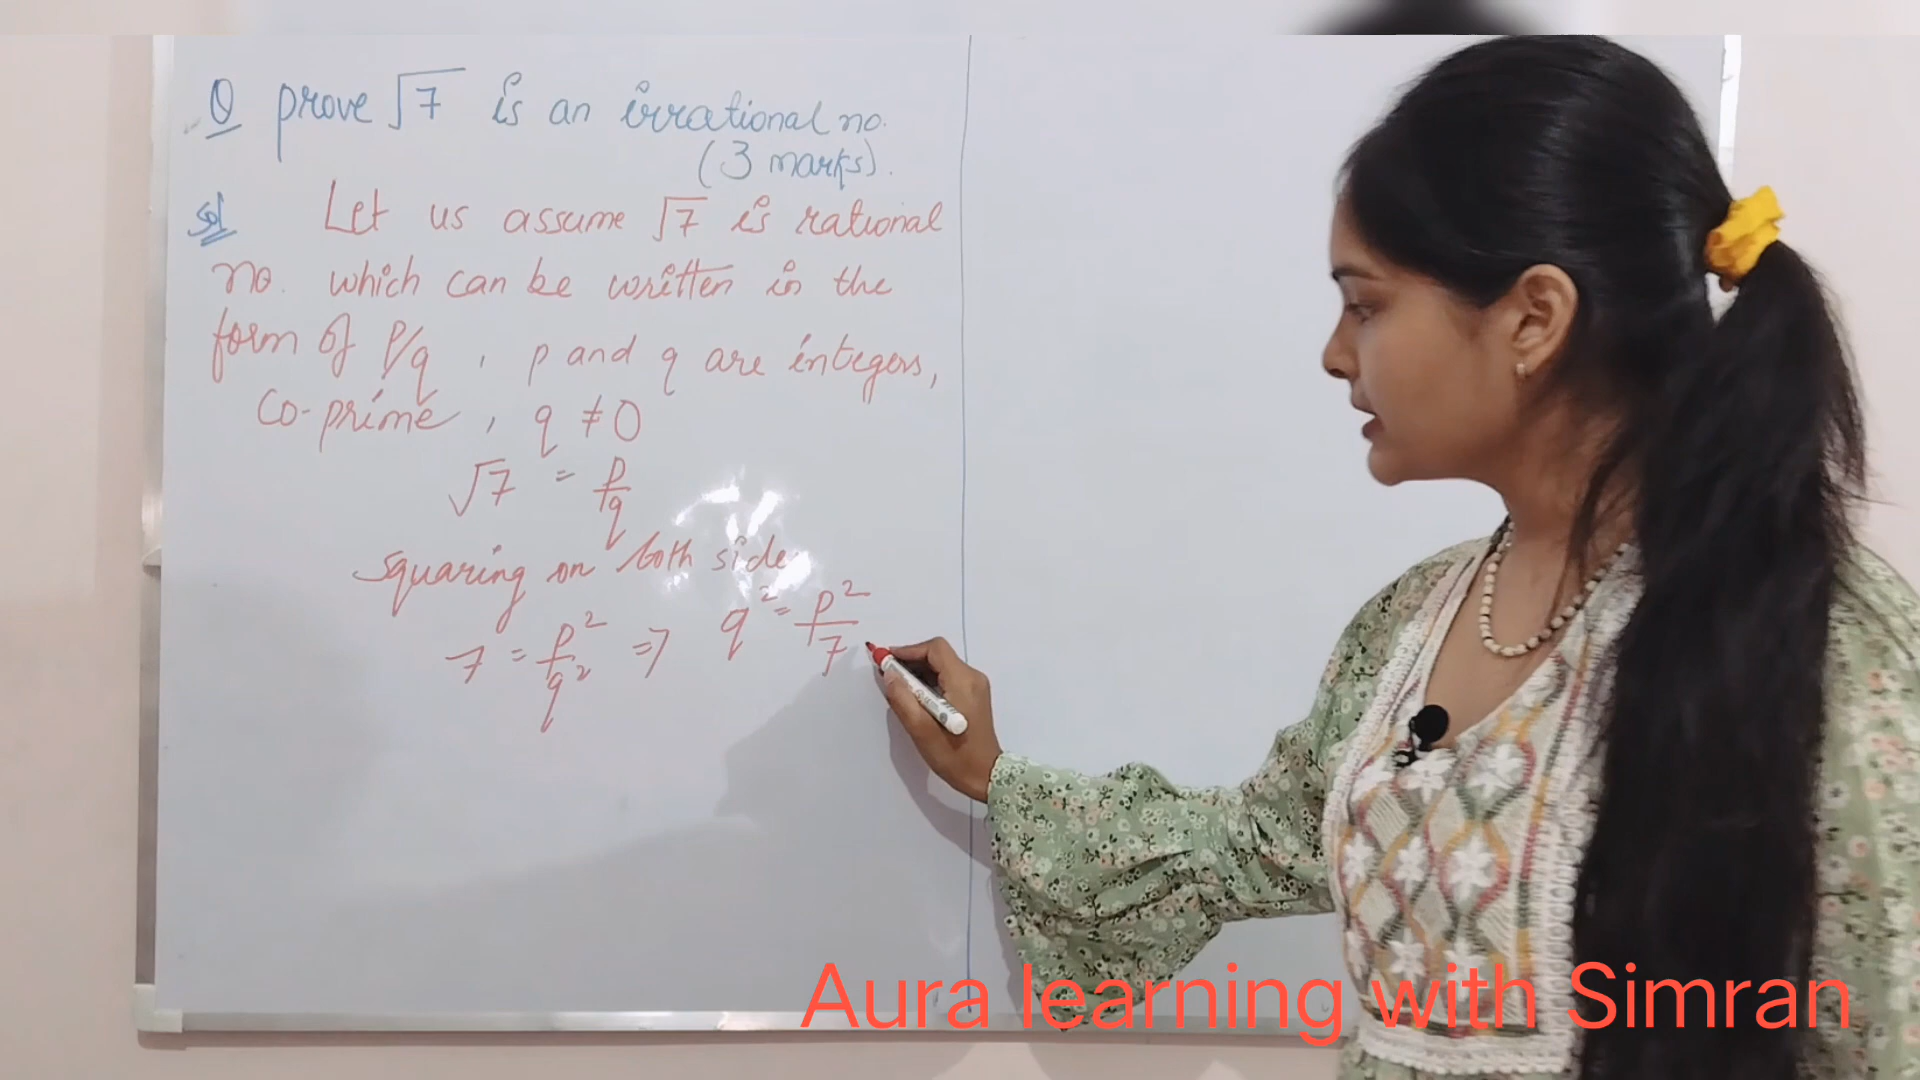 Q prove √7 is an irrational no.
(3 marks).
Sol Let us assume √7 is rational
no. which can be written in the
form of P/q , p and q are integers,
Co-prime , q ≠ 0
√7 = p/q
squaring on both side
7 = p²/q² => q² = p²/7
Aura learning with Simran